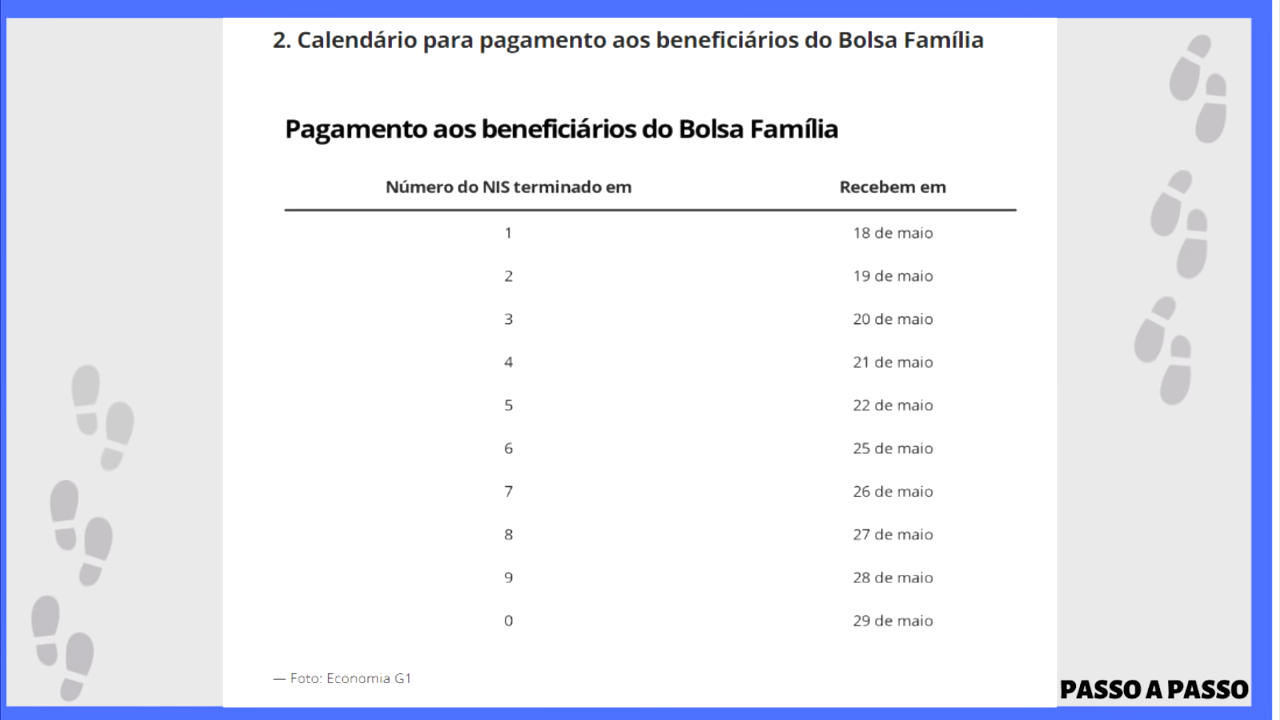 2. Calendário para pagamento aos beneficiários do Bolsa Família
Pagamento aos beneficiários do Bolsa Família
Número do NIS terminado em Recebem em
1 18 de maio
2 19 de maio
3 20 de maio
4 21 de maio
5 22 de maio
6 25 de maio
7 26 de maio
8 27 de maio
9 28 de maio
0 29 de maio
— Foto: Economia G1
PASSO A PASSO